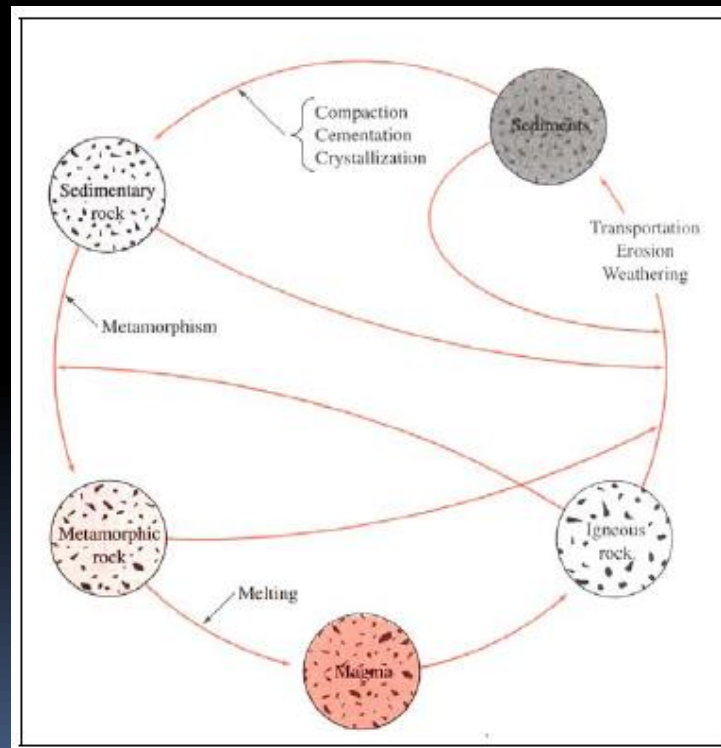 Sediments
Compaction
Cementation
Crystallization
Sedimentary
rock
Transportation
Erosion
Weathering
Metamorphism
Metamorphic
rock
Igneous
rock
Melting
Magma